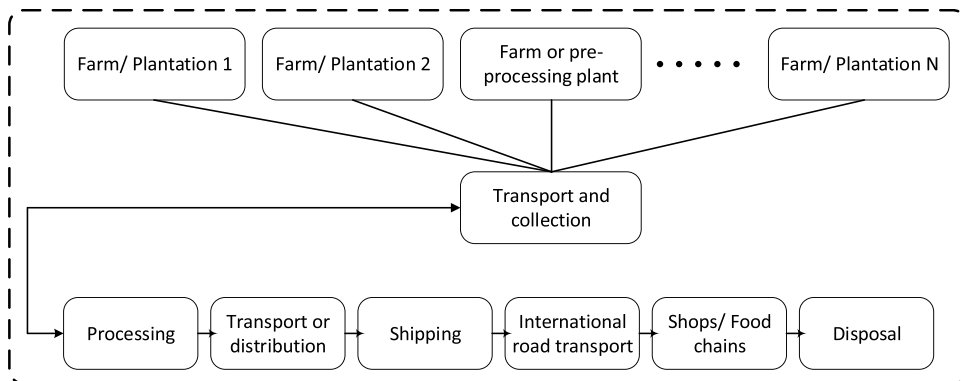 Farm/ Plantation 1
Farm/ Plantation 2
Farm or pre-
processing plant
Farm/ Plantation N
Transport and
collection
Processing
Transport or
distribution
Shipping
International
road transport
Shops/ Food
chains
Disposal